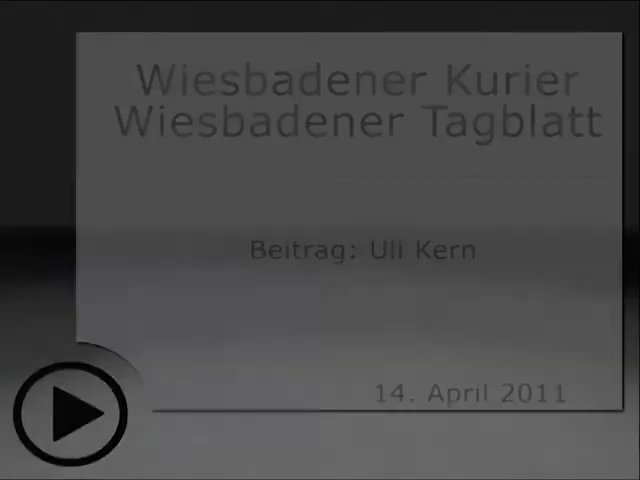 Wiesbadener Kurier
Wiesbadener Tagblatt
Beitrag: Uli Kern
14. April 2011